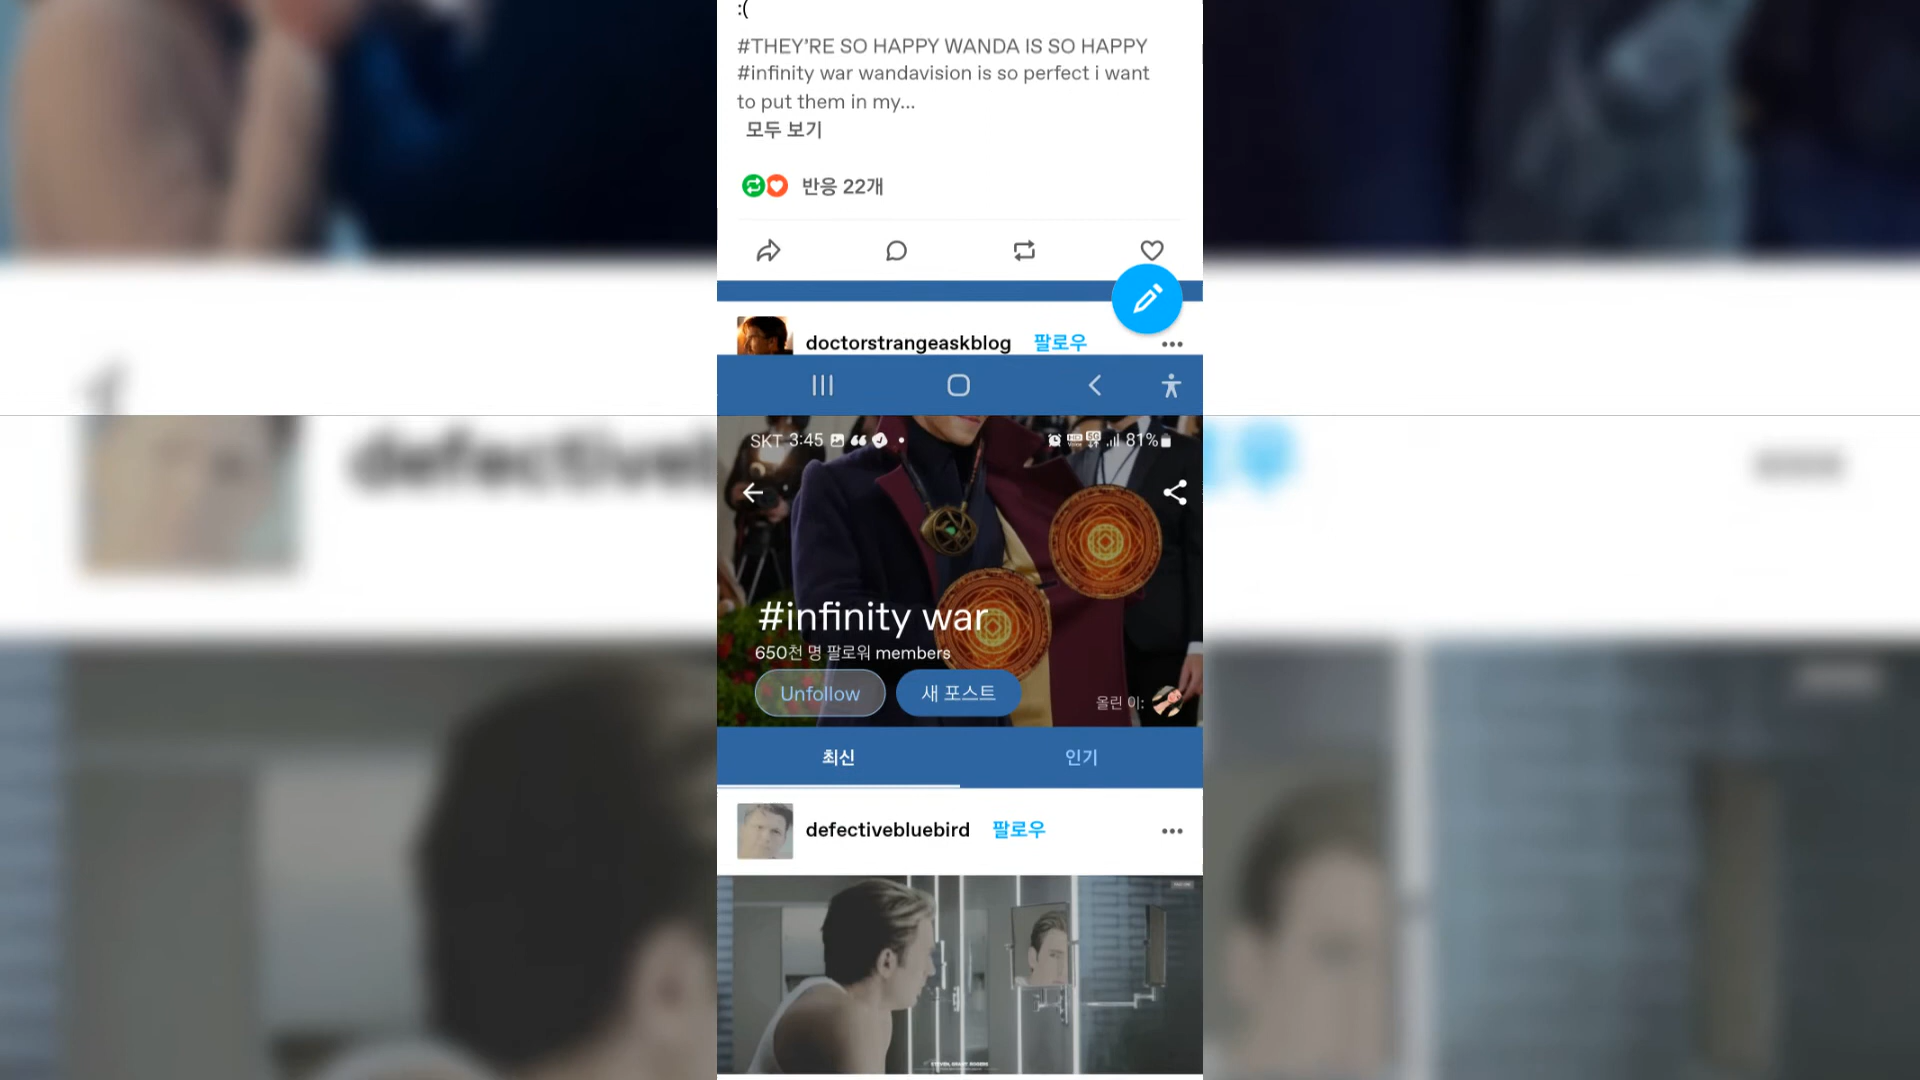 :(
#THEY'RE SO HAPPY WANDA IS SO HAPPY
#infinity war wandavision is so perfect i want
to put them in my...
모두 보기
반응 22개
doctorstrangeaskblog 팔로우
SKT 3:45 81%
#infinity war
650천 명 팔로워 members
Unfollow 새 포스트
올린 이:
최신 인기
defectivebluebird 팔로우
STEVEN GRANT ROGERS